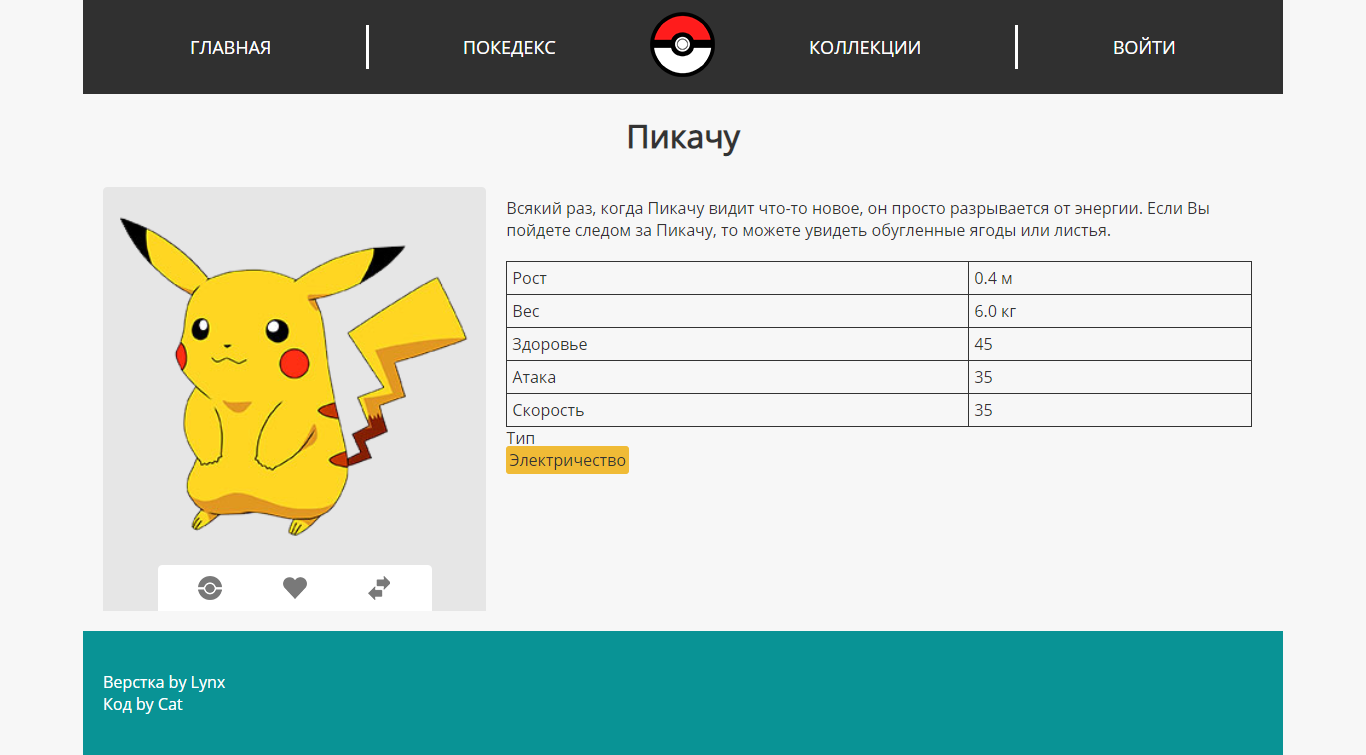 ГЛАВНАЯ ПОКЕДЕКС КОЛЛЕКЦИИ ВОЙТИ
Пикачу
Всякий раз, когда Пикачу видит что-то новое, он просто разрывается от энергии. Если Вы
пойдете следом за Пикачу, то можете увидеть обугленные ягоды или листья.
Рост 0.4 м
Вес 6.0 кг
Здоровье 45
Атака 35
Скорость 35
Тип
Электричество
Верстка by Lynx
Код by Cat